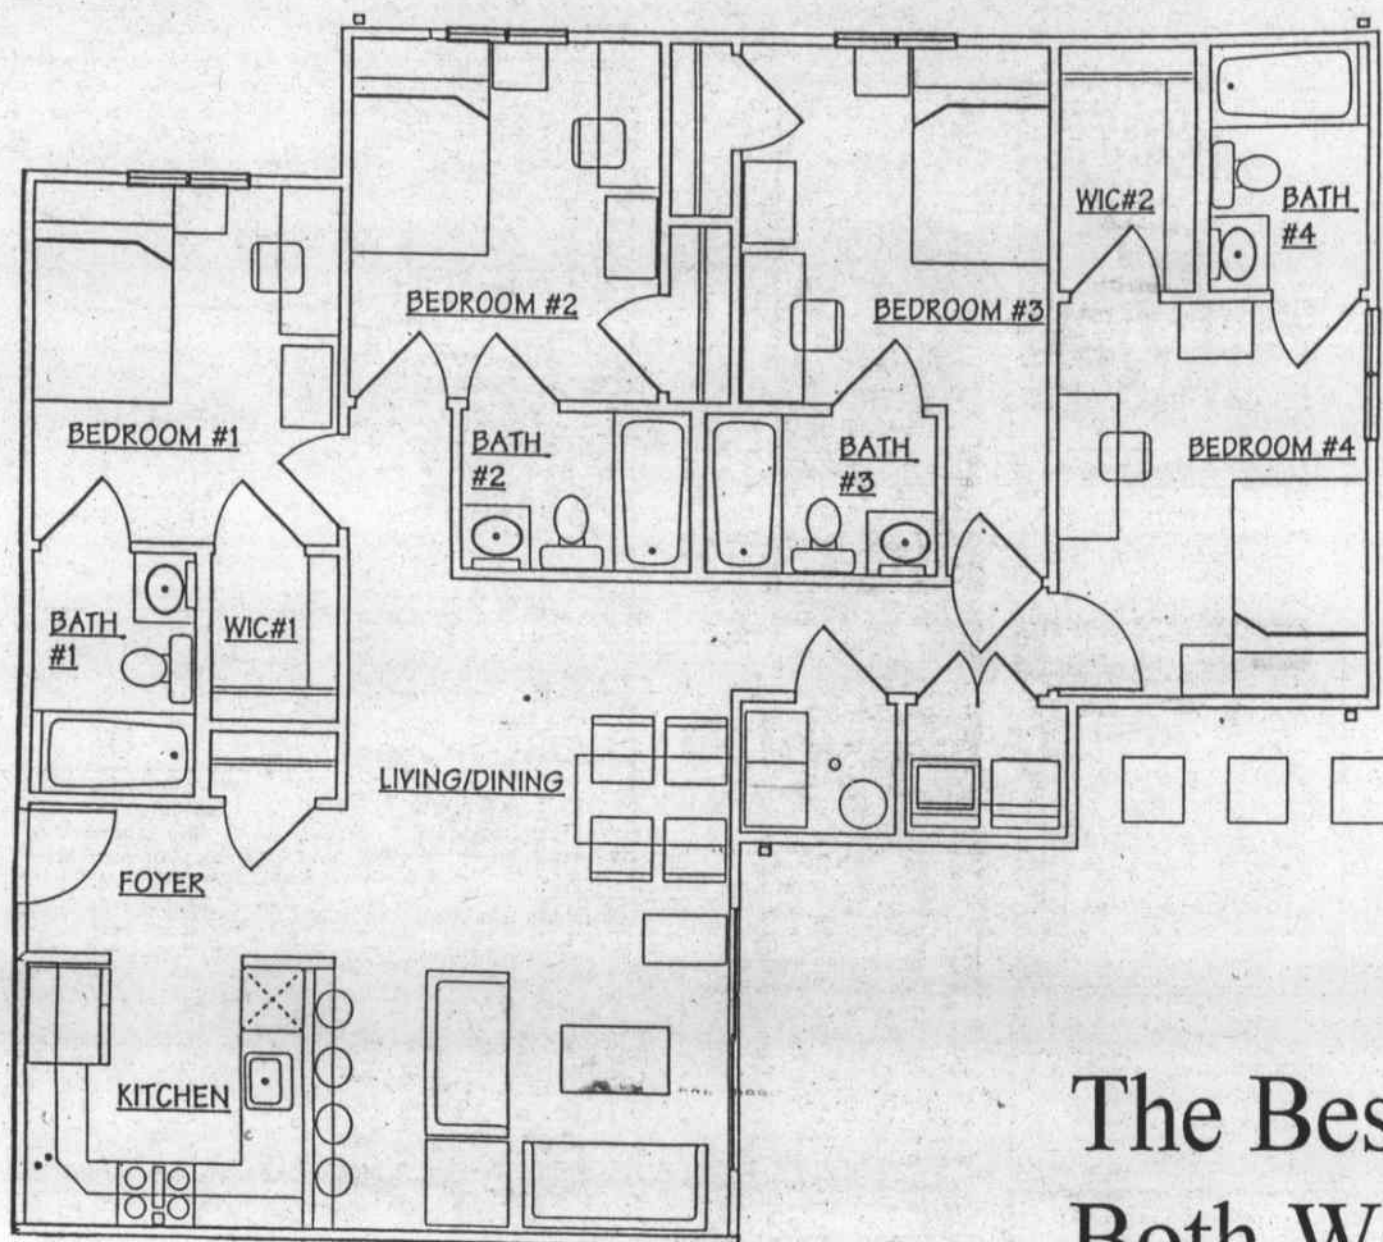 WIC#2
BATH
#4
BEDROOM #2
BEDROOM #3
BEDROOM #1
BATH
#2
BATH
#3
BEDROOM #4
BATH
#1
WIC#1
LIVING/DINING
FOYER
KITCHEN
The Bes
Both W